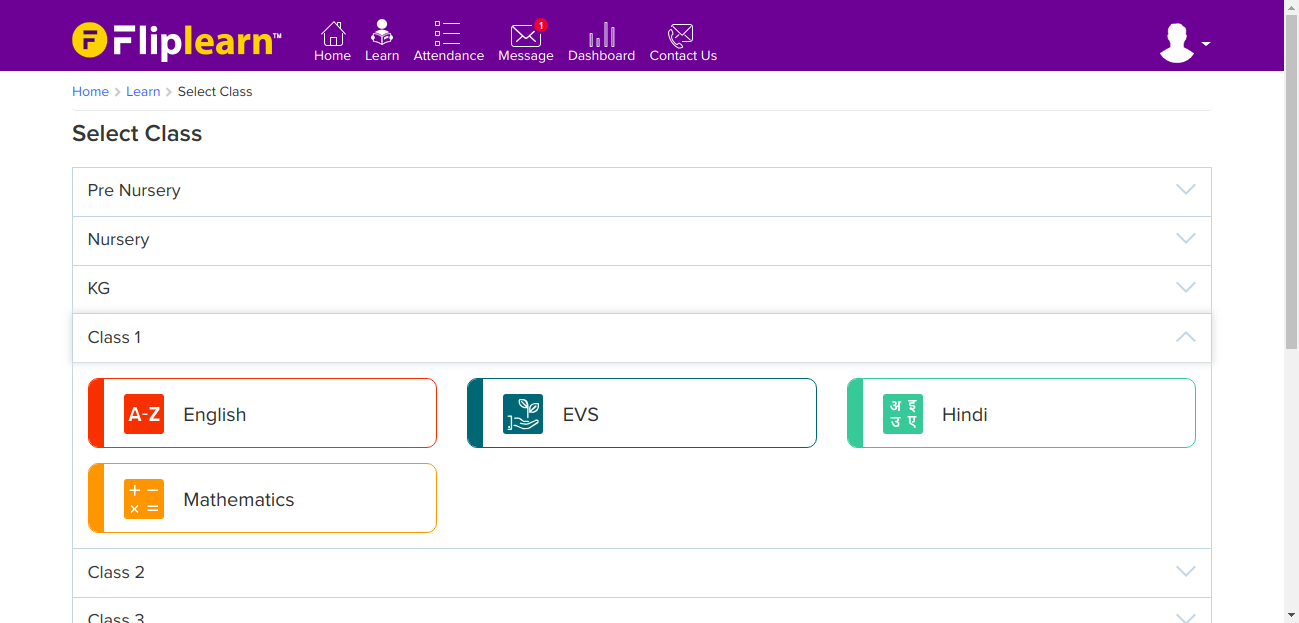 Fliplearn™
1
Home Learn Attendance Message Dashboard Contact Us
Home > Learn > Select Class
Select Class
Pre Nursery
Nursery
KG
Class 1
A-Z English
EVS
अ इ
उ ए
Hindi
+ −
× =
Mathematics
Class 2
Class 3